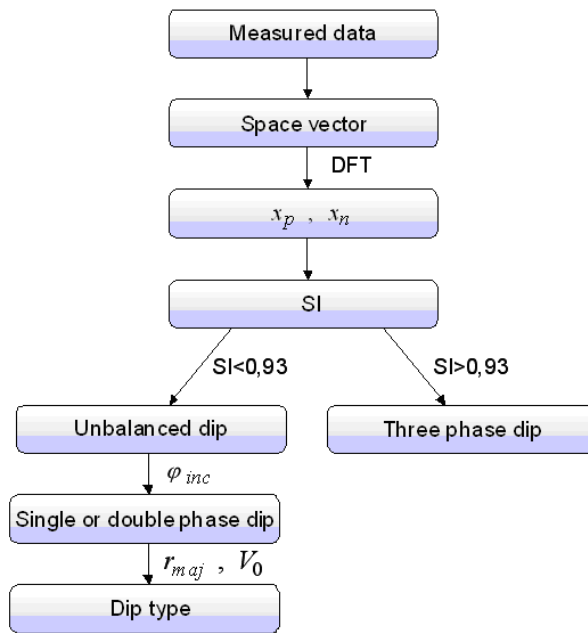 Measured data
Space vector
DFT
x_p , x_n
SI
SI<0,93 SI>0,93
Unbalanced dip Three phase dip
φ_inc
Single or double phase dip
r_maj , V_0
Dip type